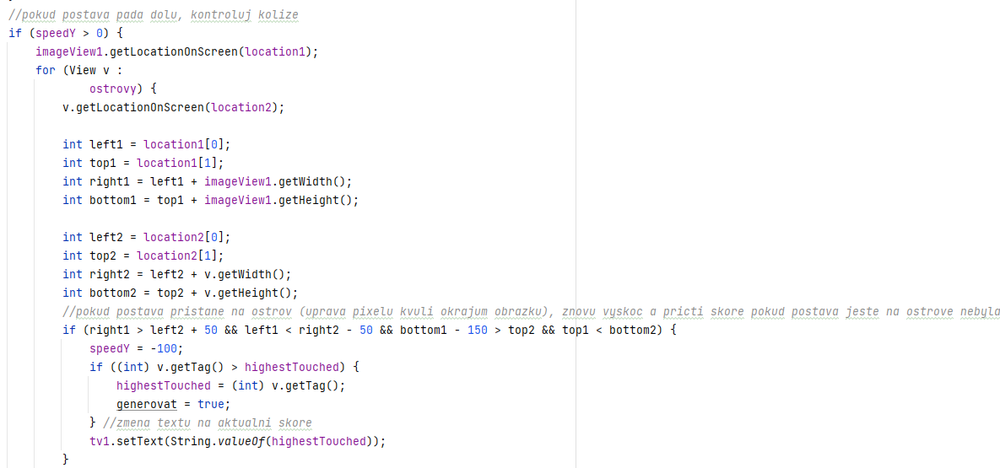 //pokud postava pada dolu, kontroluj kolize
if (speedY > 0) {
imageView1.getLocationOnScreen(location1);
for (View v :
ostrovy) {
v.getLocationOnScreen(location2);
int left1 = location1[0];
int top1 = location1[1];
int right1 = left1 + imageView1.getWidth();
int bottom1 = top1 + imageView1.getHeight();
int left2 = location2[0];
int top2 = location2[1];
int right2 = left2 + v.getWidth();
int bottom2 = top2 + v.getHeight();
//pokud postava pristane na ostrov (uprava pixelu kvuli okrajum obrazku), znovu vyskoc a pricti skore pokud postava jeste na ostrove nebyla
if (right1 > left2 + 50 && left1 < right2 - 50 && bottom1 - 150 > top2 && top1 < bottom2) {
speedY = -100;
if ((int) v.getTag() > highestTouched) {
highestTouched = (int) v.getTag();
generovat = true;
} //zmena textu na aktualni skore
tv1.setText(String.valueOf(highestTouched));
}